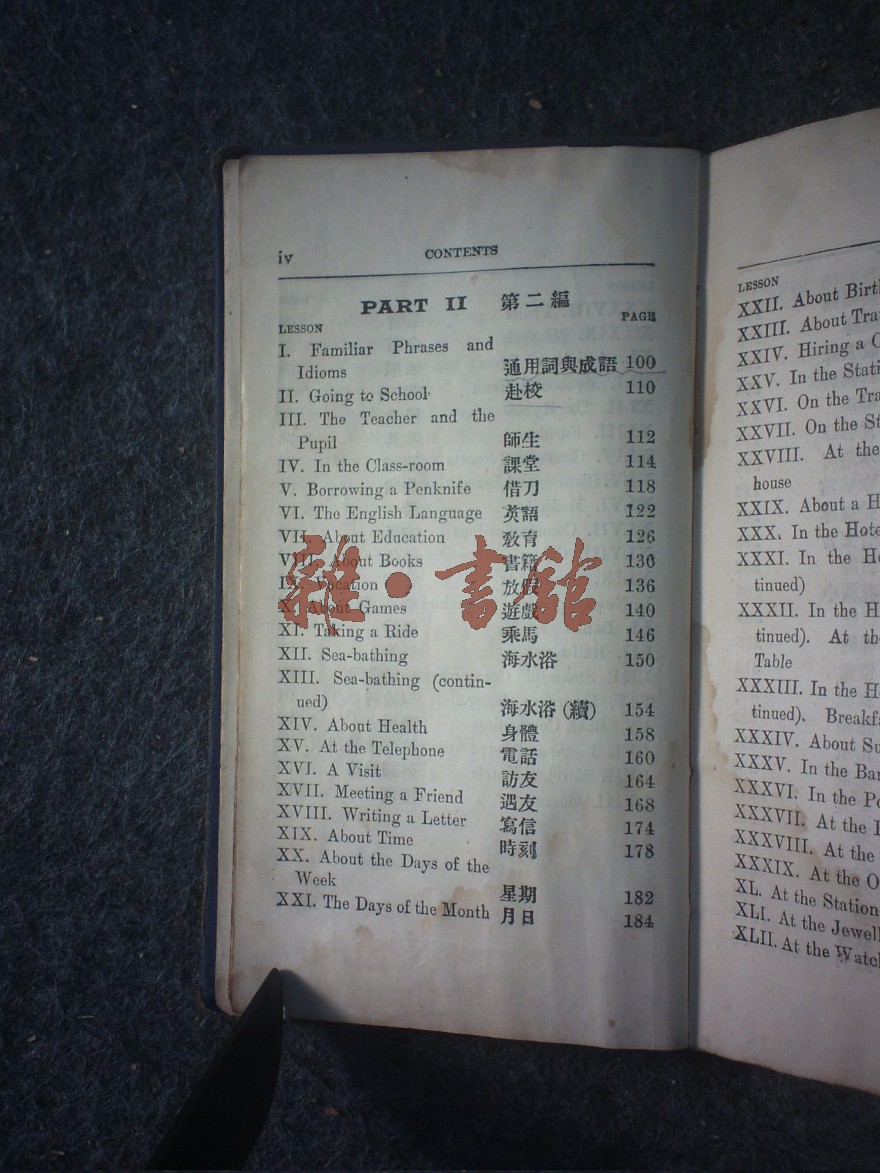 iv CONTENTS
PART II 第二編
LESSON PAGE
I. Familiar Phrases and
Idioms 通用詞與成語 100
II. Going to School 赴校 110
III. The Teacher and the
Pupil 師生 112
IV. In the Class-room 課堂 114
V. Borrowing a Penknife 借刀 118
VI. The English Language 英語 122
VII. About Education 教育 126
VIII. About Books 書籍 130
IX. Vacation 放假 136
X. About Games 遊戲 140
XI. Taking a Ride 乘馬 146
XII. Sea-bathing 海水浴 150
XIII. Sea-bathing (contin-
ued) 海水浴(續) 154
XIV. About Health 身體 158
XV. At the Telephone 電話 160
XVI. A Visit 訪友 164
XVII. Meeting a Friend 遇友 168
XVIII. Writing a Letter 寫信 174
XIX. About Time 時刻 178
XX. About the Days of the
Week 星期 182
XXI. The Days of the Month 月日 184
雜·書館
LESSON
XXII. About
XXIII. About
XXIV. Hiring a
XXV. In the
XXVI. On the
XXVII. On the
XXVIII. At the
house
XXIX. About a
XXX. In the
XXXI. In the
tinued)
XXXII. In the
tinued). At
Table
XXXIII. In the
tinued).
XXXIV. About
XXXV. In the
XXXVI. In the
XXXVII. At the
XXXVIII. At the
XXXIX. At the
XL. At the Station
XLI. At the
XLII. At the